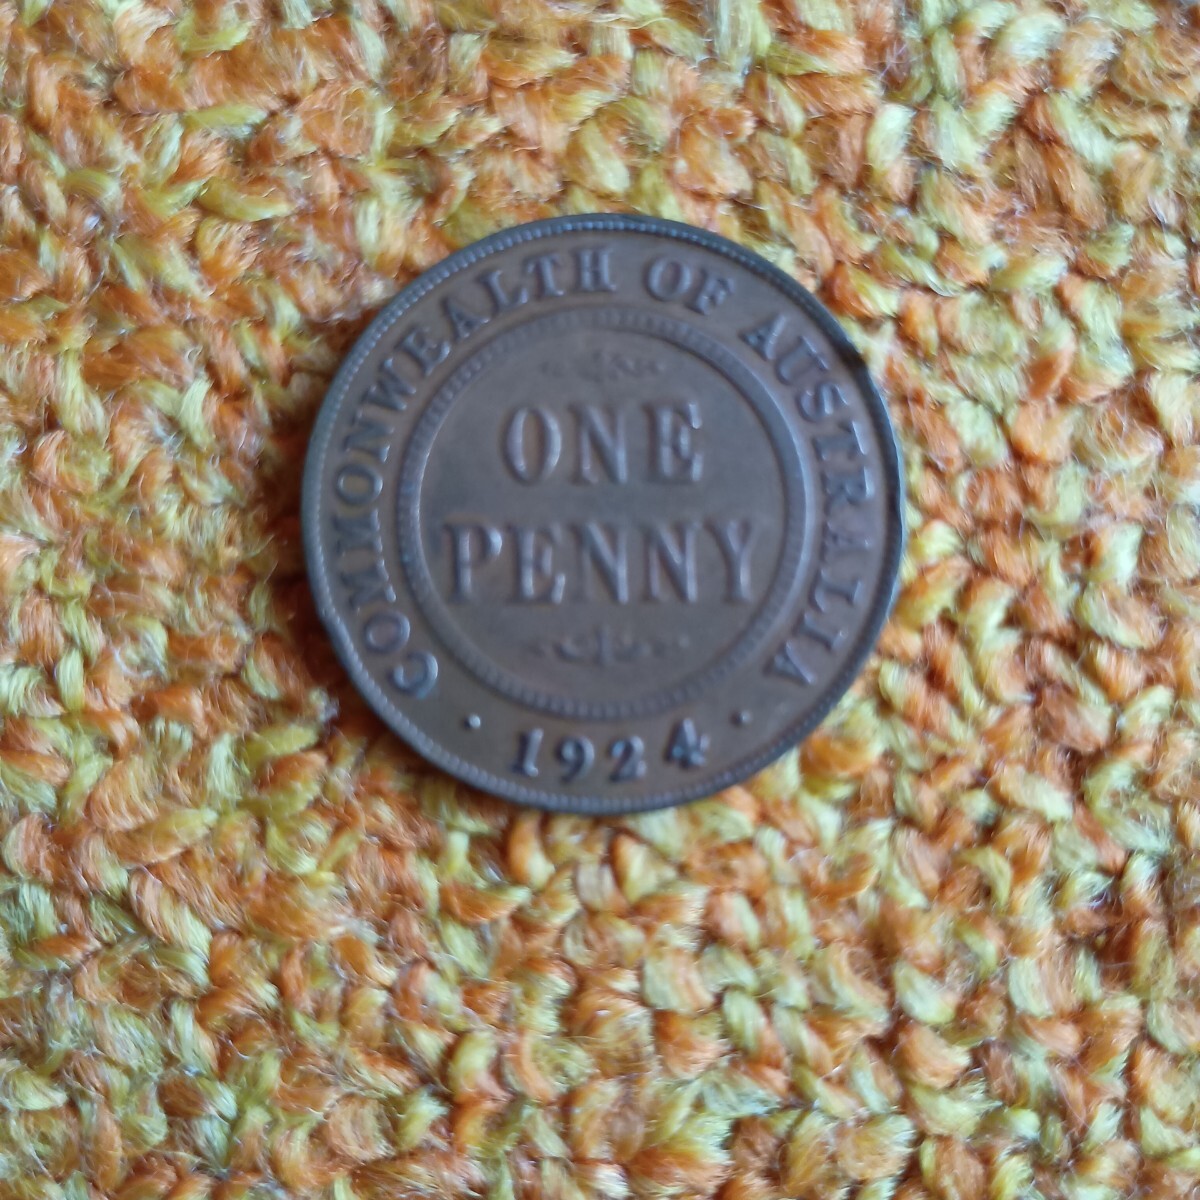 COMMONWEALTH OF AUSTRALIA
ONE
PENNY
· 1924 ·